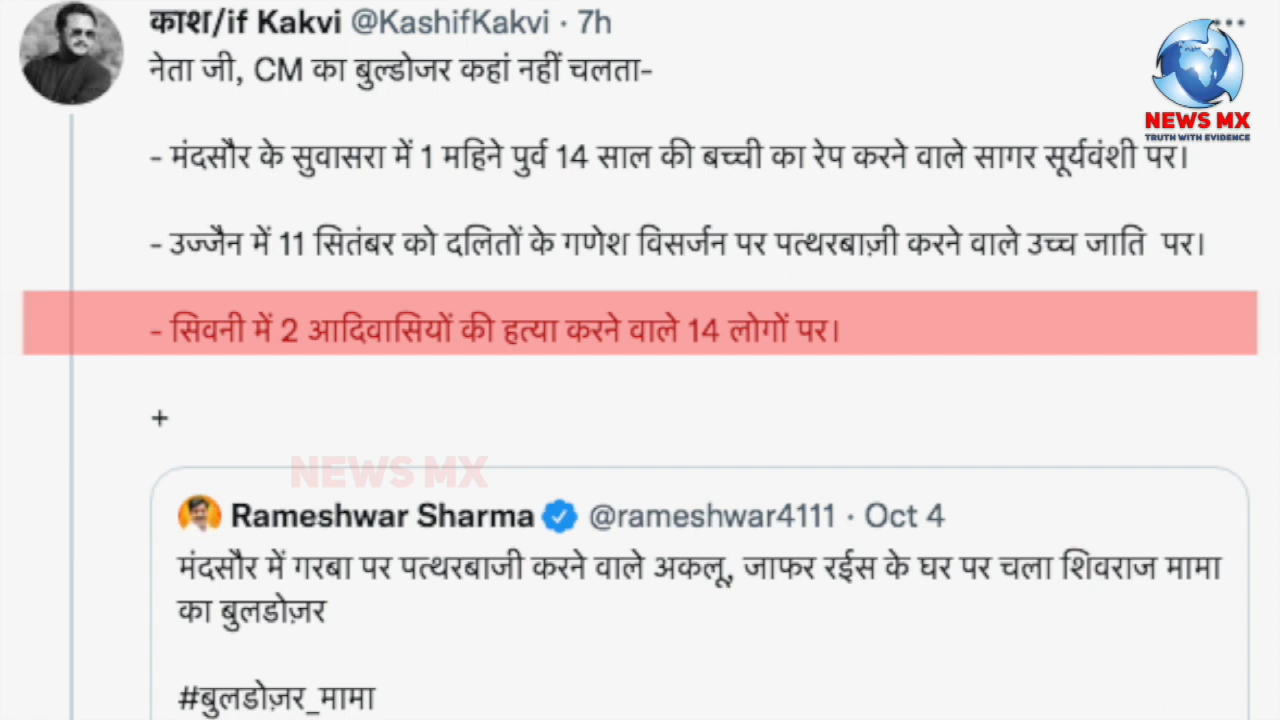 काश/if Kakvi @KashifKakvi · 7h ...
नेता जी, CM का बुल्डोजर कहां नहीं चलता-
NEWS MX
TRUTH WITH EVIDENCE
- मंदसौर के सुवासरा में 1 महिने पुर्व 14 साल की बच्ची का रेप करने वाले सागर सूर्यवंशी पर।
- उज्जैन में 11 सितंबर को दलितों के गणेश विसर्जन पर पत्थरबाज़ी करने वाले उच्च जाति पर।
- सिवनी में 2 आदिवासियों की हत्या करने वाले 14 लोगों पर।
+
NEWS MX
Rameshwar Sharma @rameshwar4111 · Oct 4
मंदसौर में गरबा पर पत्थरबाजी करने वाले अकलू, जाफर रईस के घर पर चला शिवराज मामा
का बुलडोज़र
#बुलडोज़र_मामा